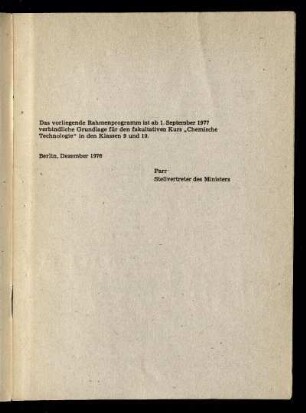 Das vorliegende Rahmenprogramm ist ab 1. September 1977
verbindliche Grundlage für den fakultativen Kurs „Chemische
Technologie“ in den Klassen 9 und 10.
Berlin, Dezember 1976
Parr
Stellvertreter des Ministers